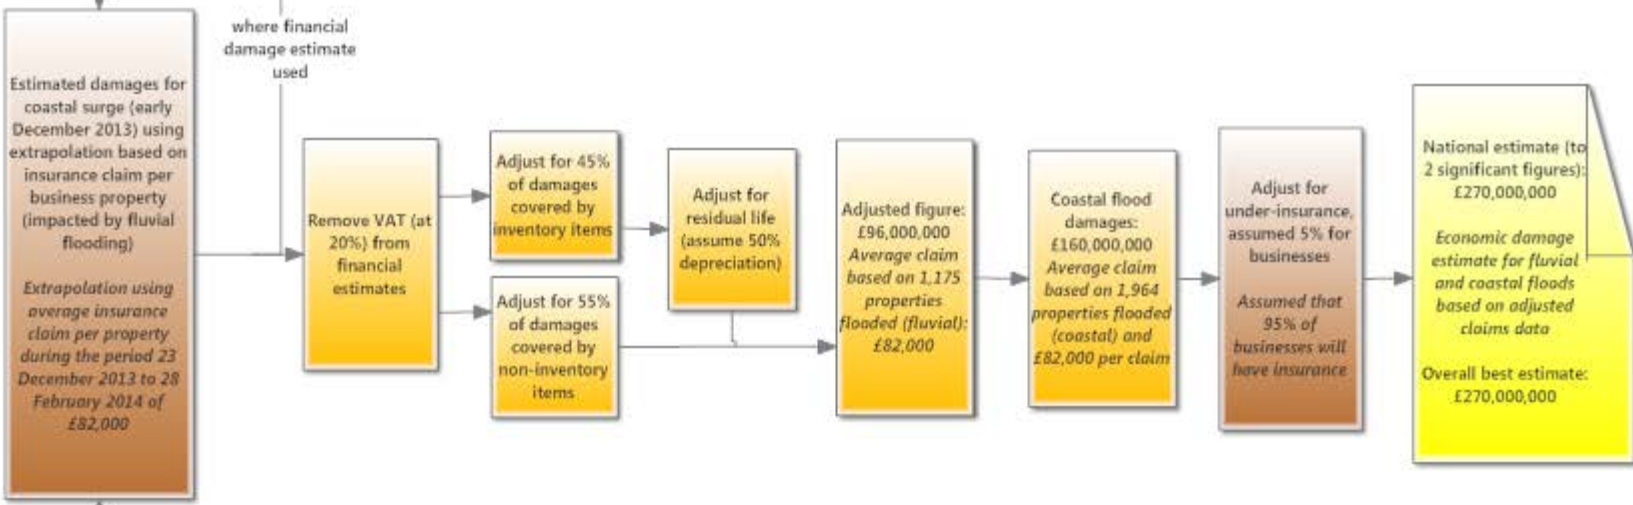 where financial
damage estimate
used
Estimated damages for
coastal surge (early
December 2013) using
extrapolation based on
insurance claim per
business property
(impacted by fluvial
flooding)
Extrapolation using
average insurance
claim per property
during the period 23
December 2013 to 28
February 2014 of
£82,000
Remove VAT (at
20%) from
financial
estimates
Adjust for 45%
of damages
covered by
inventory items
Adjust for 55%
of damages
covered by
non-inventory
items
Adjust for
residual life
(assume 50%
depreciation)
Adjusted figure:
£96,000,000
Average claim
based on 1,175
properties
flooded (fluvial):
£82,000
Coastal flood
damages:
£160,000,000
Average claim
based on 1,964
properties flooded
(coastal) and
£82,000 per claim
Adjust for
under-insurance,
assumed 5% for
businesses
Assumed that
95% of
businesses will
have insurance
National estimate (to
2 significant figures):
£270,000,000
Economic damage
estimate for fluvial
and coastal floods
based on adjusted
claims data
Overall best estimate:
£270,000,000